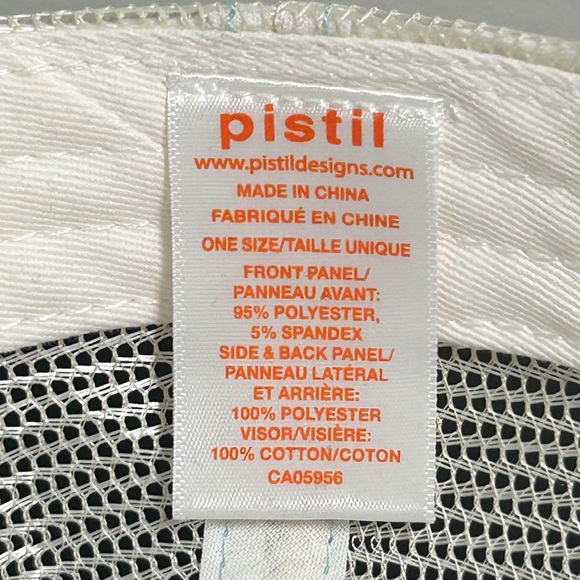 pistil
www.pistildesigns.com
MADE IN CHINA
FABRIQUÉ EN CHINE
ONE SIZE/TAILLE UNIQUE
FRONT PANEL/
PANNEAU AVANT:
95% POLYESTER,
5% SPANDEX
SIDE & BACK PANEL/
PANNEAU LATÉRAL
ET ARRIÈRE:
100% POLYESTER
VISOR/VISIÈRE:
100% COTTON/COTON
CA05956